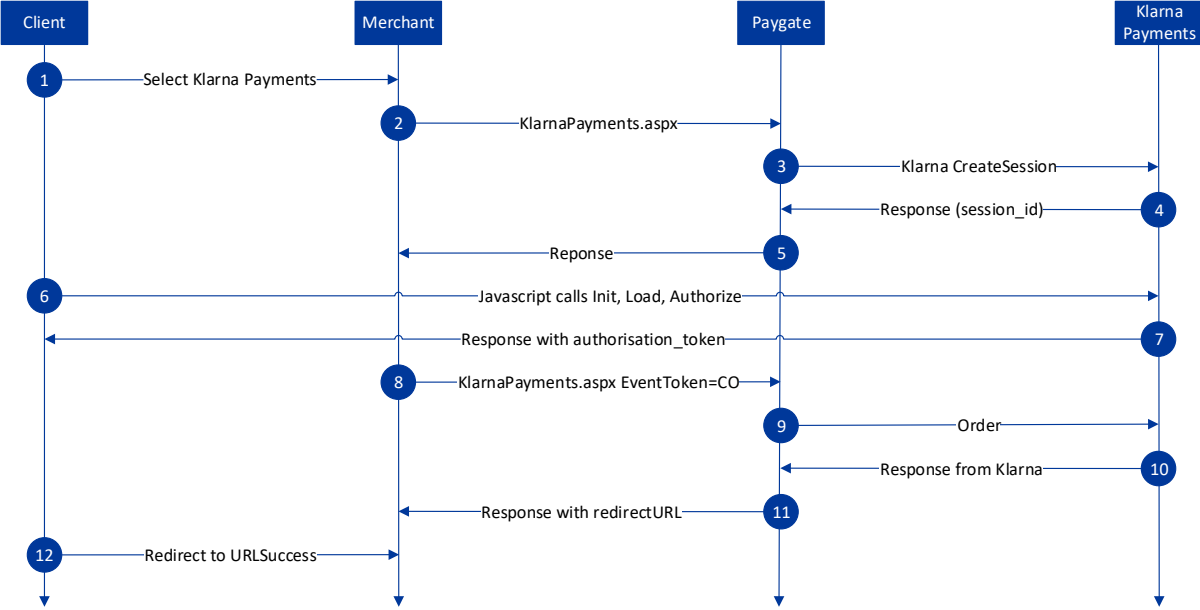 Client
Merchant
Paygate
Klarna
Payments
1
Select Klarna Payments
2
KlarnaPayments.aspx
3
Klarna CreateSession
Response (session_id)
4
Reponse
5
6
Javascript calls Init, Load, Authorize
Response with authorisation_token
7
8
KlarnaPayments.aspx EventToken=CO
9
Order
Response from Klarna
10
Response with redirectURL
11
12
Redirect to URLSuccess